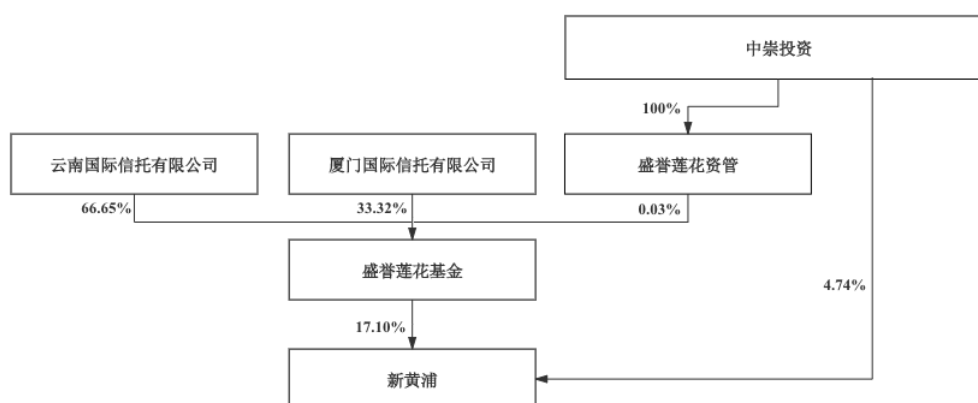 中崇投资
100%
云南国际信托有限公司
厦门国际信托有限公司
盛誉莲花资管
66.65%
33.32%
0.03%
盛誉莲花基金
4.74%
17.10%
新黄浦